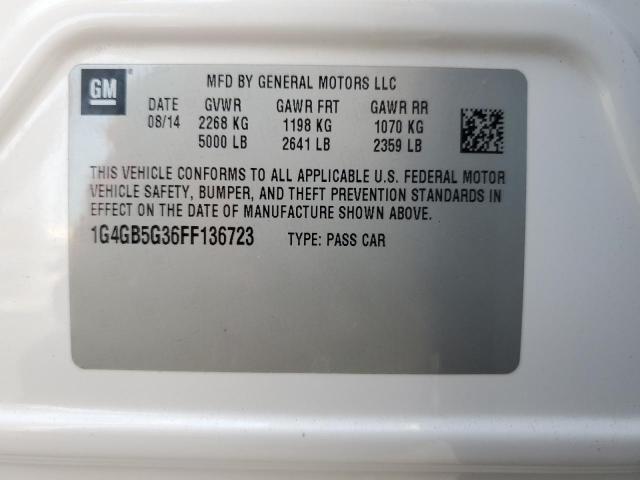 GM
MFD BY GENERAL MOTORS LLC
DATE GVWR GAWR FRT GAWR RR
08/14 2268 KG 1198 KG 1070 KG
5000 LB 2641 LB 2359 LB
THIS VEHICLE CONFORMS TO ALL APPLICABLE U.S. FEDERAL MOTOR
VEHICLE SAFETY, BUMPER, AND THEFT PREVENTION STANDARDS IN
EFFECT ON THE DATE OF MANUFACTURE SHOWN ABOVE.
1G4GB5G36FF136723 TYPE: PASS CAR